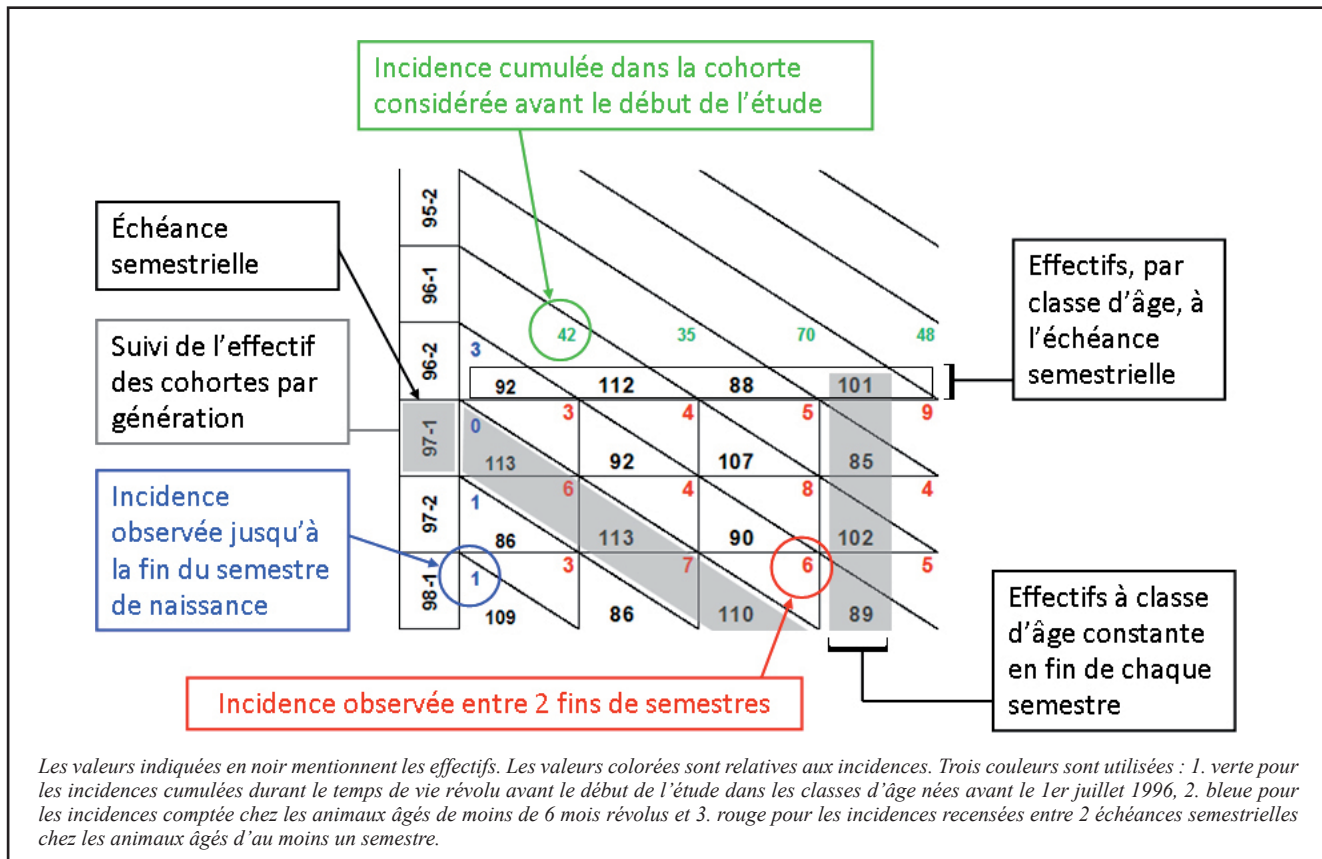 Incidence cumulée dans la cohorte
considérée avant le début de l'étude
Échéance
semestrielle
Suivi de l'effectif
des cohortes par
génération
Incidence
observée jusqu'à
la fin du semestre
de naissance
95-2
96-1
42 35 70 48
96-2
3
92 112 88 101
3 4 5 9
97-1
0
113 92 107 85
6 4 8 4
97-2
1
86 113 90 102
3 7 6 5
98-1
1
109 86 110 89
Effectifs, par
classe d'âge, à
l'échéance
semestrielle
Effectifs à classe
d'âge constante
en fin de chaque
semestre
Incidence observée entre 2 fins de semestres
Les valeurs indiquées en noir mentionnent les effectifs. Les valeurs colorées sont relatives aux incidences. Trois couleurs sont utilisées : 1. verte pour
les incidences cumulées durant le temps de vie révolu avant le début de l'étude dans les classes d'âge nées avant le 1er juillet 1996, 2. bleue pour
les incidences comptée chez les animaux âgés de moins de 6 mois révolus et 3. rouge pour les incidences recensées entre 2 échéances semestrielles
chez les animaux âgés d'au moins un semestre.